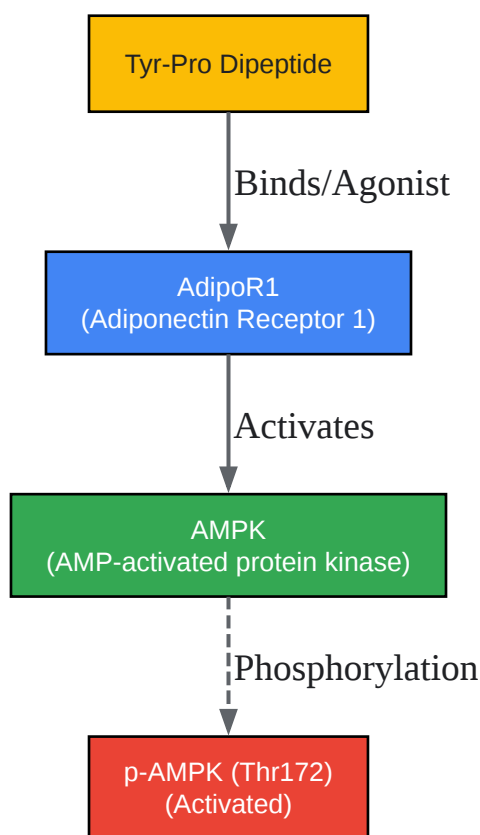 Tyr-Pro Dipeptide
Binds/Agonist
AdipoR1
(Adiponectin Receptor 1)
Activates
AMPK
(AMP-activated protein kinase)
Phosphorylation
p-AMPK (Thr172)
(Activated)